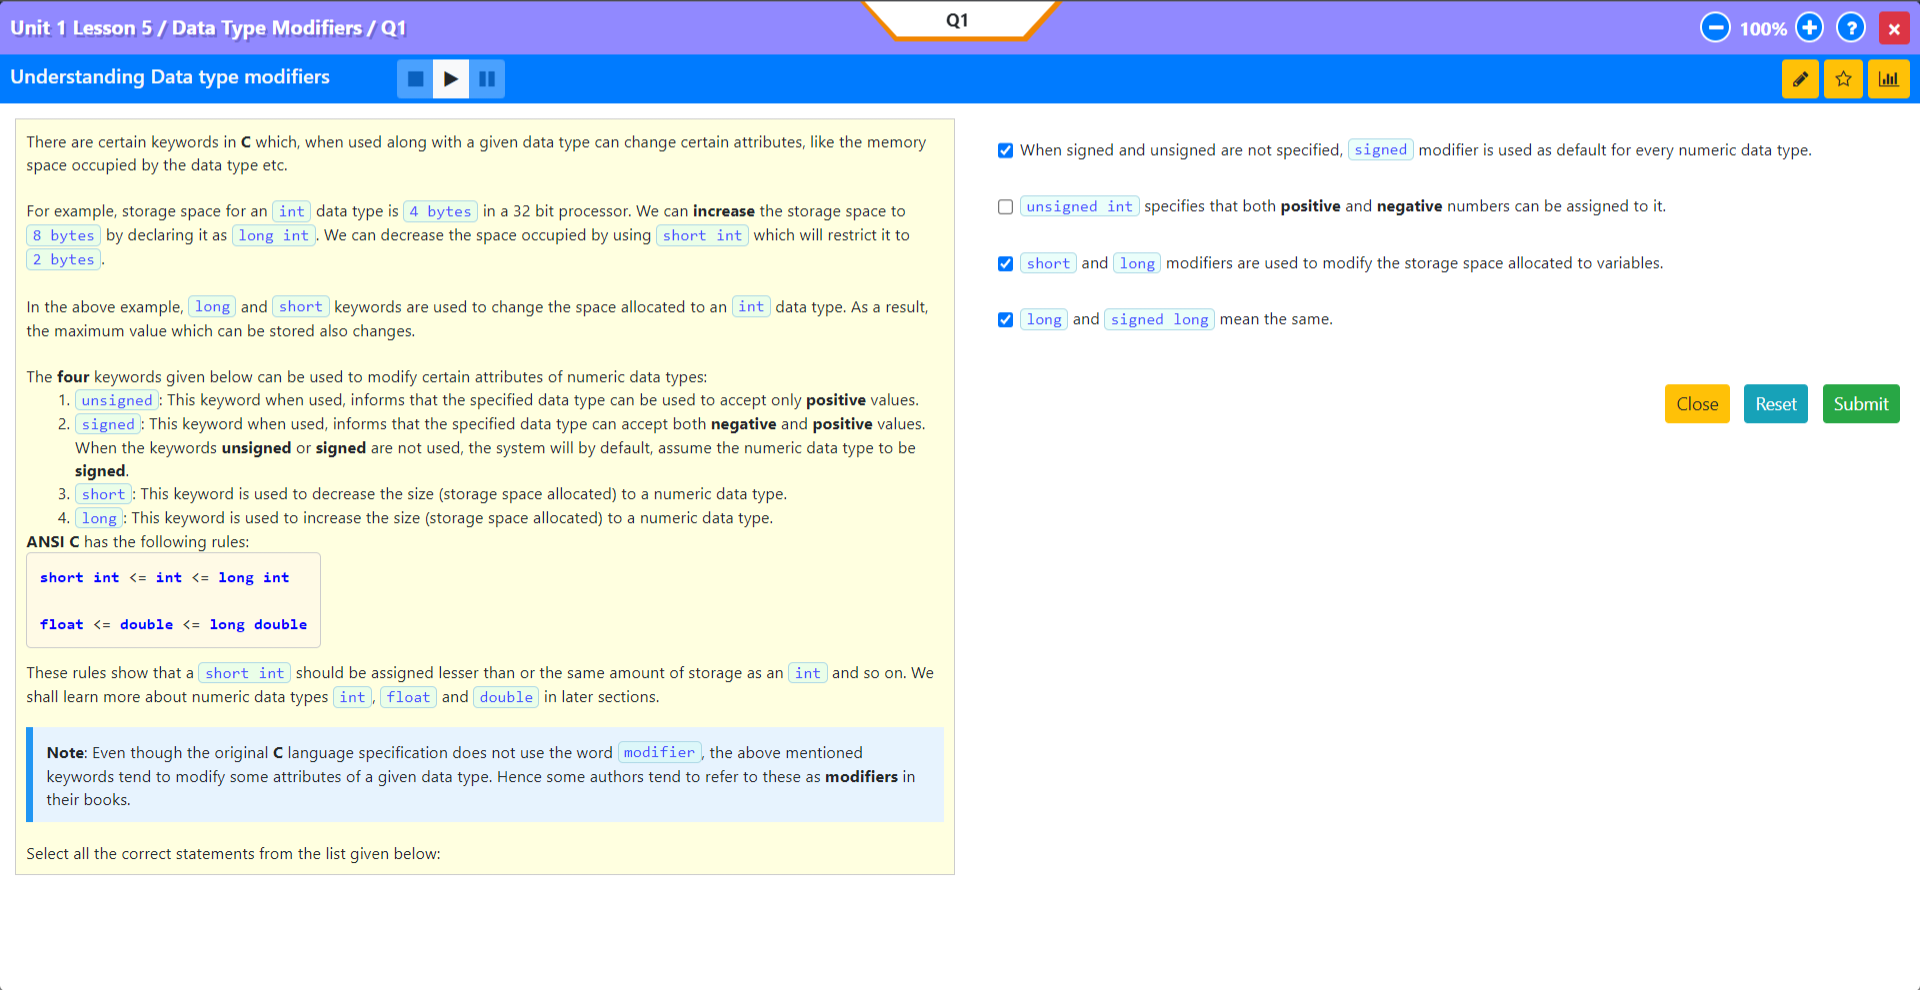 Unit 1 Lesson 5 / Data Type Modifiers / Q1
Q1
100%
?
Understanding Data type modifiers
There are certain keywords in C which, when used along with a given data type can change certain attributes, like the memory
space occupied by the data type etc.
For example, storage space for an int data type is 4 bytes in a 32 bit processor. We can increase the storage space to
8 bytes by declaring it as long int. We can decrease the space occupied by using short int which will restrict it to
2 bytes.
In the above example, long and short keywords are used to change the space allocated to an int data type. As a result,
the maximum value which can be stored also changes.
The four keywords given below can be used to modify certain attributes of numeric data types:
1. unsigned: This keyword when used, informs that the specified data type can be used to accept only positive values.
2. signed: This keyword when used, informs that the specified data type can accept both negative and positive values.
When the keywords unsigned or signed are not used, the system will by default, assume the numeric data type to be
signed.
3. short: This keyword is used to decrease the size (storage space allocated) to a numeric data type.
4. long: This keyword is used to increase the size (storage space allocated) to a numeric data type.
ANSI C has the following rules:
short int <= int <= long int
float <= double <= long double
These rules show that a short int should be assigned lesser than or the same amount of storage as an int and so on. We
shall learn more about numeric data types int, float and double in later sections.
Note: Even though the original C language specification does not use the word modifier, the above mentioned
keywords tend to modify some attributes of a given data type. Hence some authors tend to refer to these as modifiers in
their books.
Select all the correct statements from the list given below:
When signed and unsigned are not specified, signed modifier is used as default for every numeric data type.
unsigned int specifies that both positive and negative numbers can be assigned to it.
short and long modifiers are used to modify the storage space allocated to variables.
long and signed long mean the same.
Close Reset Submit